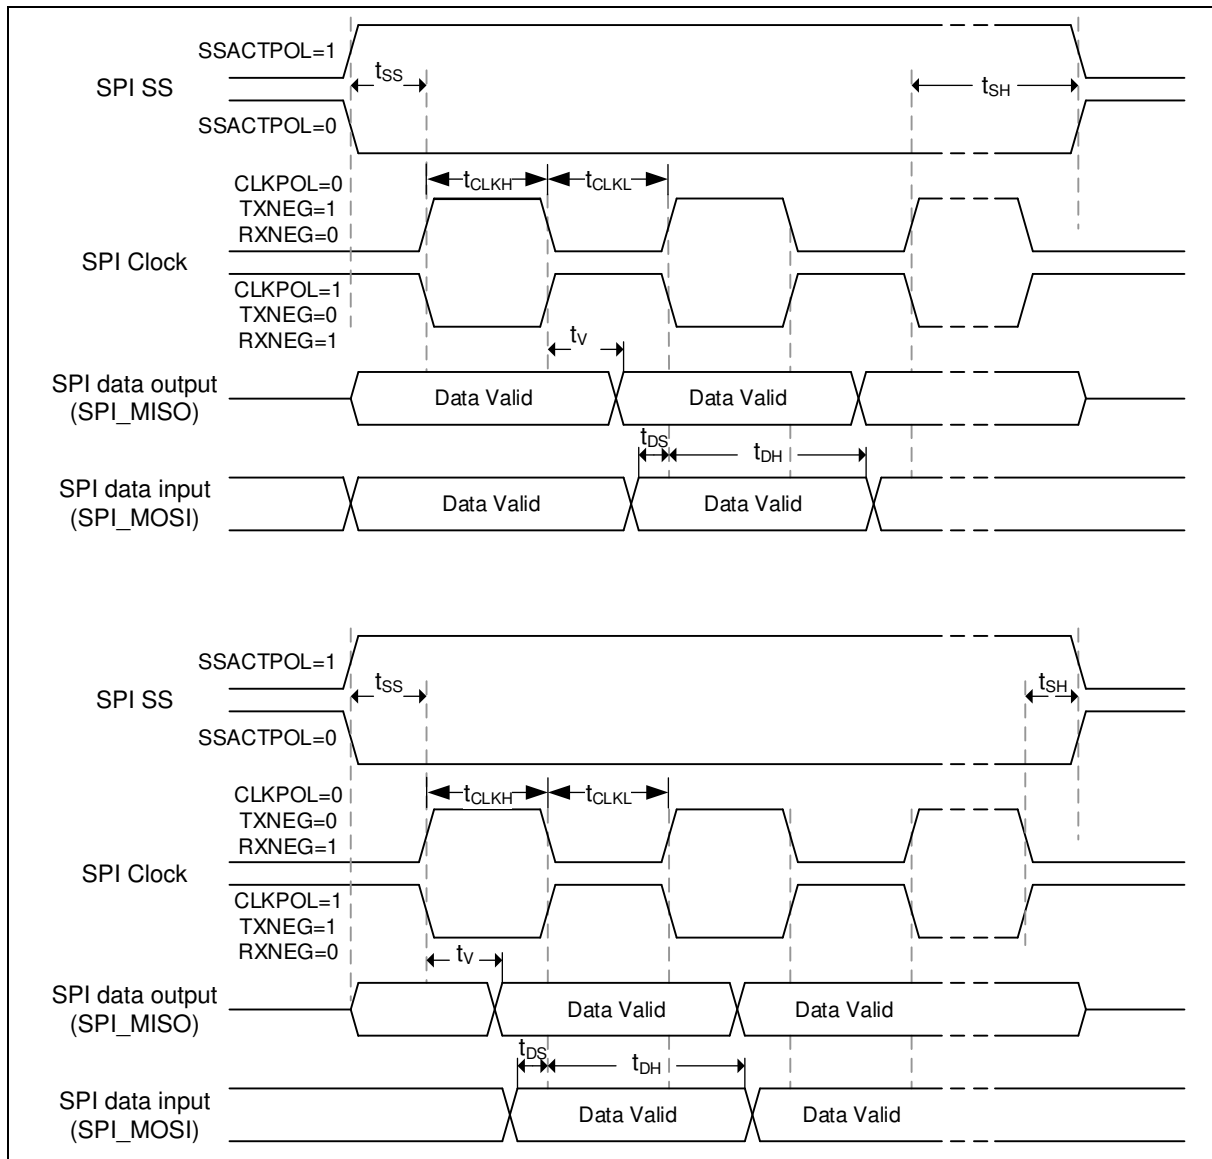 SSACTPOL=1
SPI SS
tSS
tSH
SSACTPOL=0
CLKPOL=0
TXNEG=1
RXNEG=0
tCLKH
tCLKL
SPI Clock
CLKPOL=1
TXNEG=0
RXNEG=1
tV
SPI data output
(SPI_MISO)
Data Valid
Data Valid
tDS
tDH
SPI data input
(SPI_MOSI)
Data Valid
Data Valid
SSACTPOL=1
SPI SS
tSS
tSH
SSACTPOL=0
CLKPOL=0
TXNEG=0
RXNEG=1
tCLKH
tCLKL
SPI Clock
CLKPOL=1
TXNEG=1
RXNEG=0
tV
SPI data output
(SPI_MISO)
Data Valid
Data Valid
tDS
tDH
SPI data input
(SPI_MOSI)
Data Valid
Data Valid